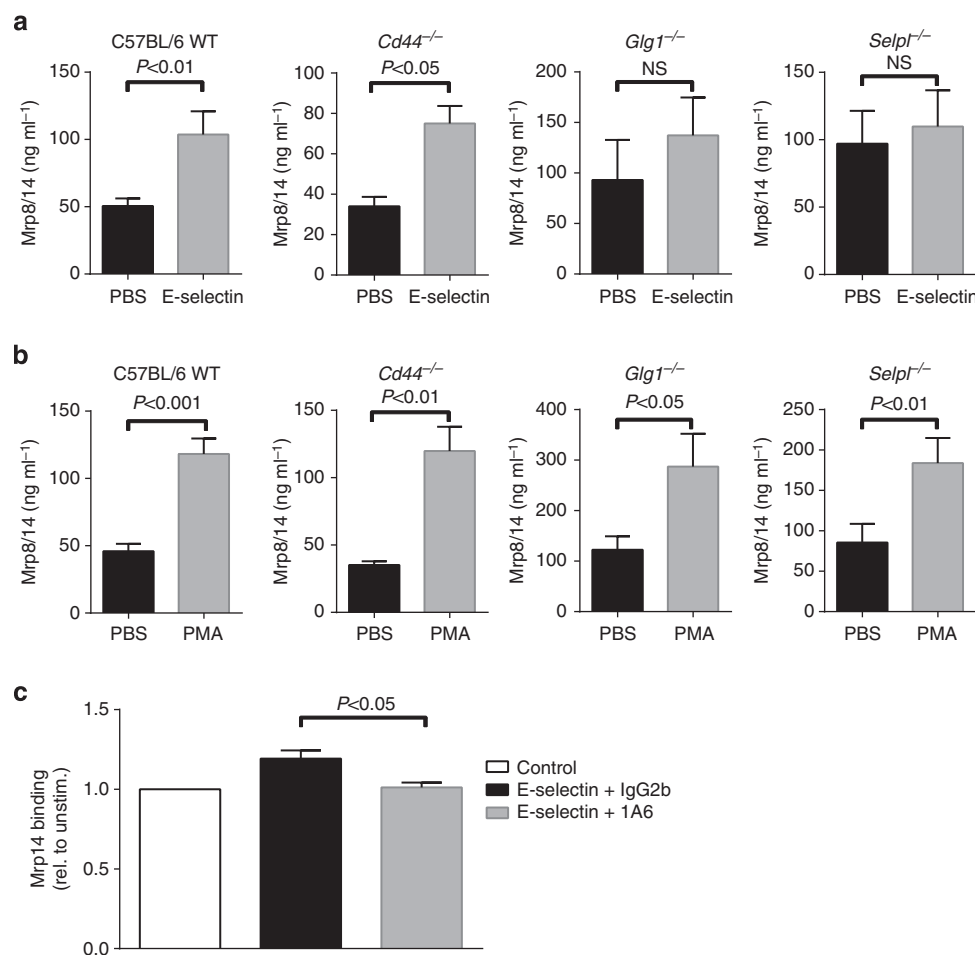 a
C57BL/6 WT
P<0.01
Mrp8/14 (ng ml⁻¹)
150
100
50
0
PBS E-selectin
Cd44⁻/⁻
P<0.05
Mrp8/14 (ng ml⁻¹)
100
80
60
40
20
0
PBS E-selectin
Glg1⁻/⁻
NS
Mrp8/14 (ng ml⁻¹)
200
150
100
50
0
PBS E-selectin
Selpl⁻/⁻
NS
Mrp8/14 (ng ml⁻¹)
150
100
50
0
PBS E-selectin
b
C57BL/6 WT
P<0.001
Mrp8/14 (ng ml⁻¹)
150
100
50
0
PBS PMA
Cd44⁻/⁻
P<0.01
Mrp8/14 (ng ml⁻¹)
150
100
50
0
PBS PMA
Glg1⁻/⁻
P<0.05
Mrp8/14 (ng ml⁻¹)
400
300
200
100
0
PBS PMA
Selpl⁻/⁻
P<0.01
Mrp8/14 (ng ml⁻¹)
250
200
150
100
50
0
PBS PMA
c
P<0.05
Mrp14 binding
(rel. to unstim.)
1.5
1.0
0.5
0.0
Control
E-selectin + IgG2b
E-selectin + 1A6